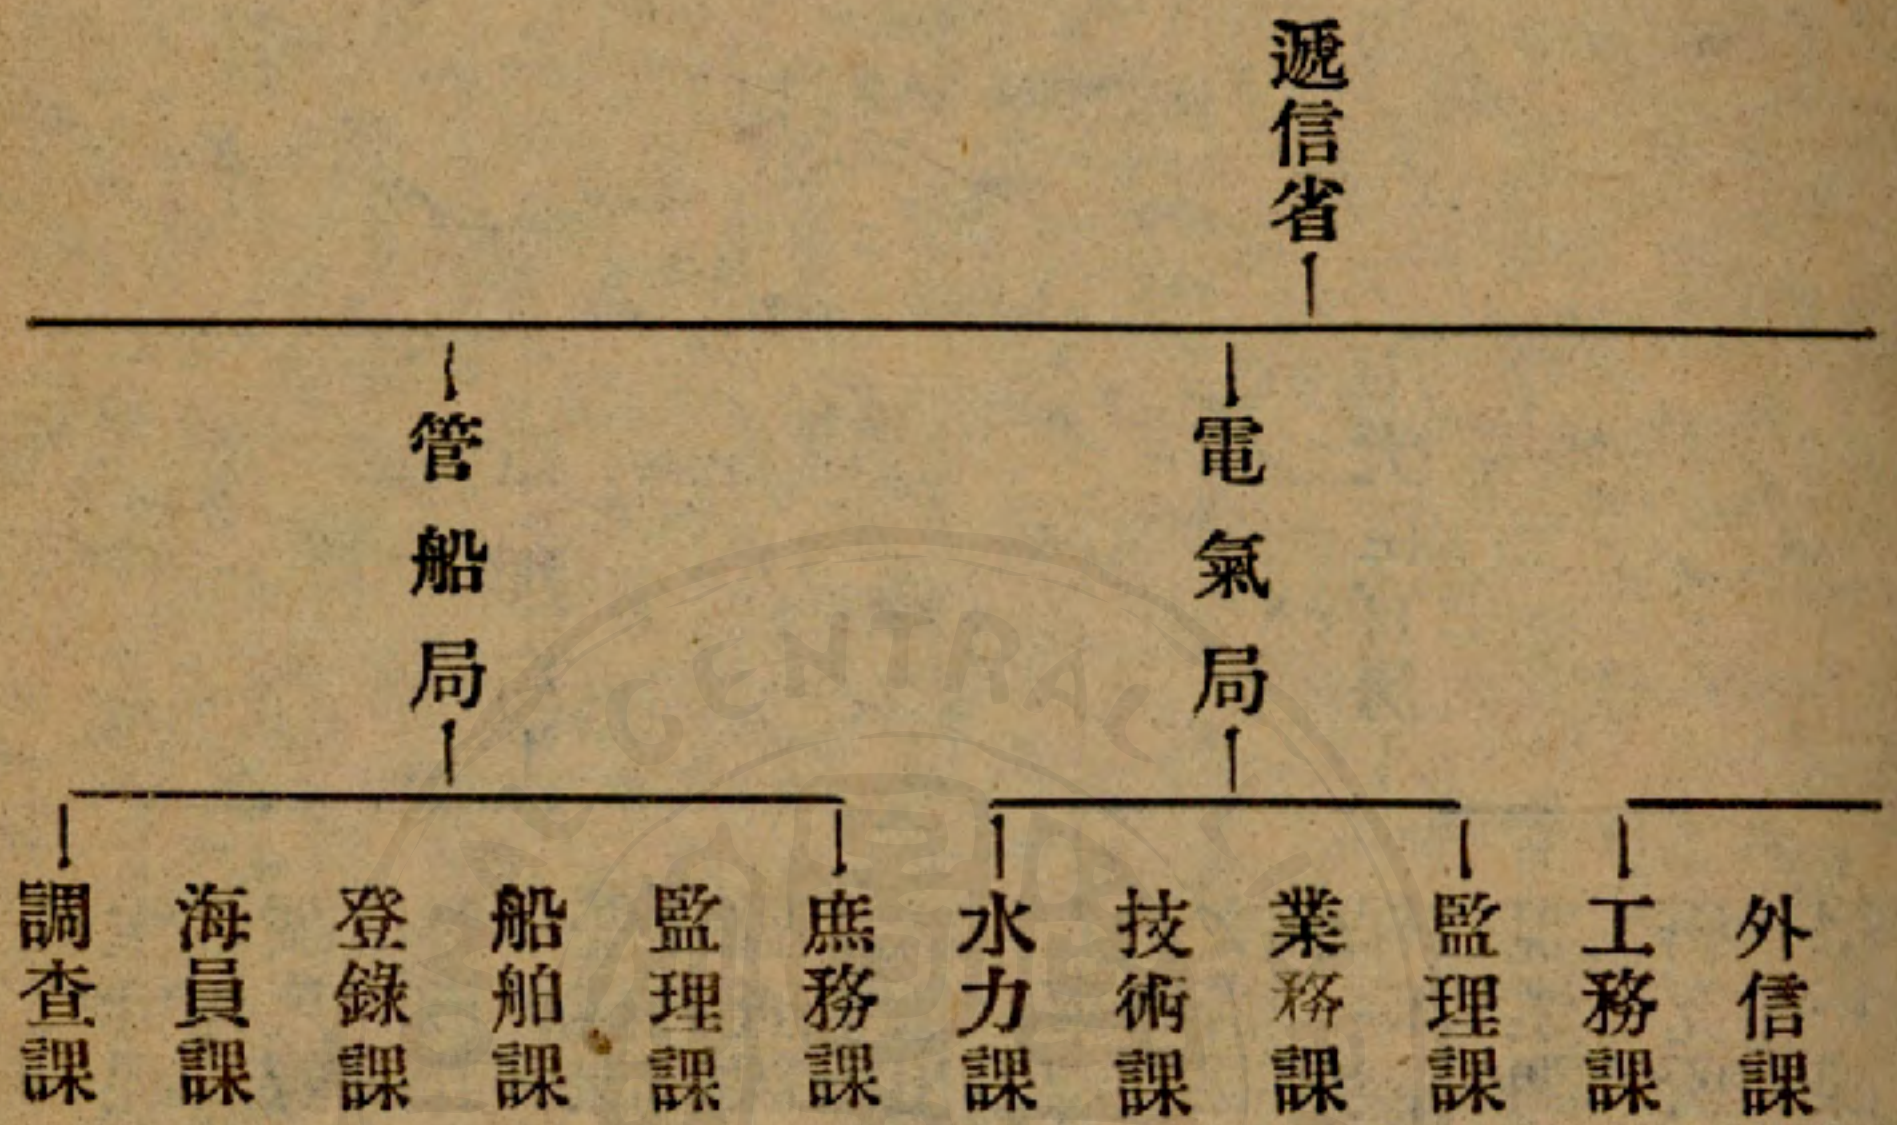 遞信省
電氣局
管船局
外信課
工務課
監理課
業務課
技術課
水力課
庶務課
監理課
船舶課
登錄課
海員課
調查課
CENTRAL